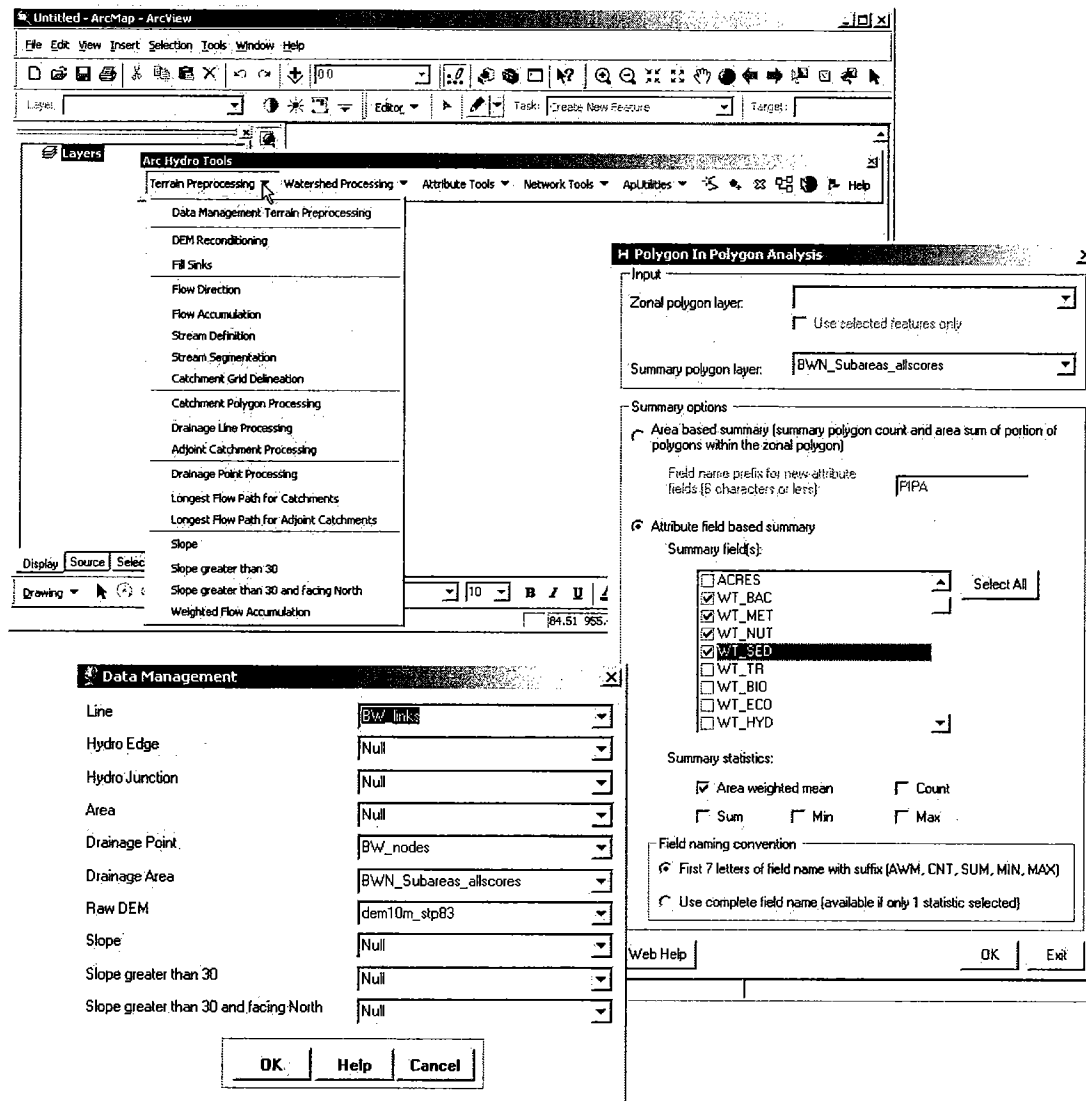 Untitled - ArcMap - ArcView
File Edit View Insert Selection Tools Window Help
Layer:
Editor
Task: Create New Feature
Target:
Layers
Arc Hydro Tools
Terrain Preprocessing Watershed Processing Attribute Tools Network Tools ApUtilities Help
Data Management Terrain Preprocessing
DEM Reconditioning
Fill Sinks
Flow Direction
Flow Accumulation
Stream Definition
Stream Segmentation
Catchment Grid Delineation
Catchment Polygon Processing
Drainage Line Processing
Adjoint Catchment Processing
Drainage Point Processing
Longest Flow Path for Catchments
Longest Flow Path for Adjoint Catchments
Slope
Slope greater than 30
Slope greater than 30 and facing North
Weighted Flow Accumulation
Display Source Selec
Drawing
10 B I U
84.51 955.
H Polygon In Polygon Analysis
Input
Zonal polygon layer:
Use selected features only
Summary polygon layer: BWN_Subareas_allscores
Summary options
Area based summary (summary polygon count and area sum of portion of
polygons within the zonal polygon)
Field name prefix for new attribute
fields (6 characters or less): PIPA
Attribute field based summary
Summary field(s):
ACRES
WT_BAC
WT_MET
WT_NUT
WT_SED
WT_TR
WT_BIO
WT_ECO
WT_HYD
Select All
Summary statistics:
Area weighted mean Count
Sum Min Max
Field naming convention
First 7 letters of field name with suffix (AWM, CNT, SUM, MIN, MAX)
Use complete field name (available if only 1 statistic selected)
Web Help OK Exit
Data Management
Line BW_links
Hydro Edge Null
Hydro Junction Null
Area Null
Drainage Point BW_nodes
Drainage Area BWN_Subareas_allscores
Raw DEM dem10m_stp83
Slope Null
Slope greater than 30 Null
Slope greater than 30 and facing North Null
OK Help Cancel